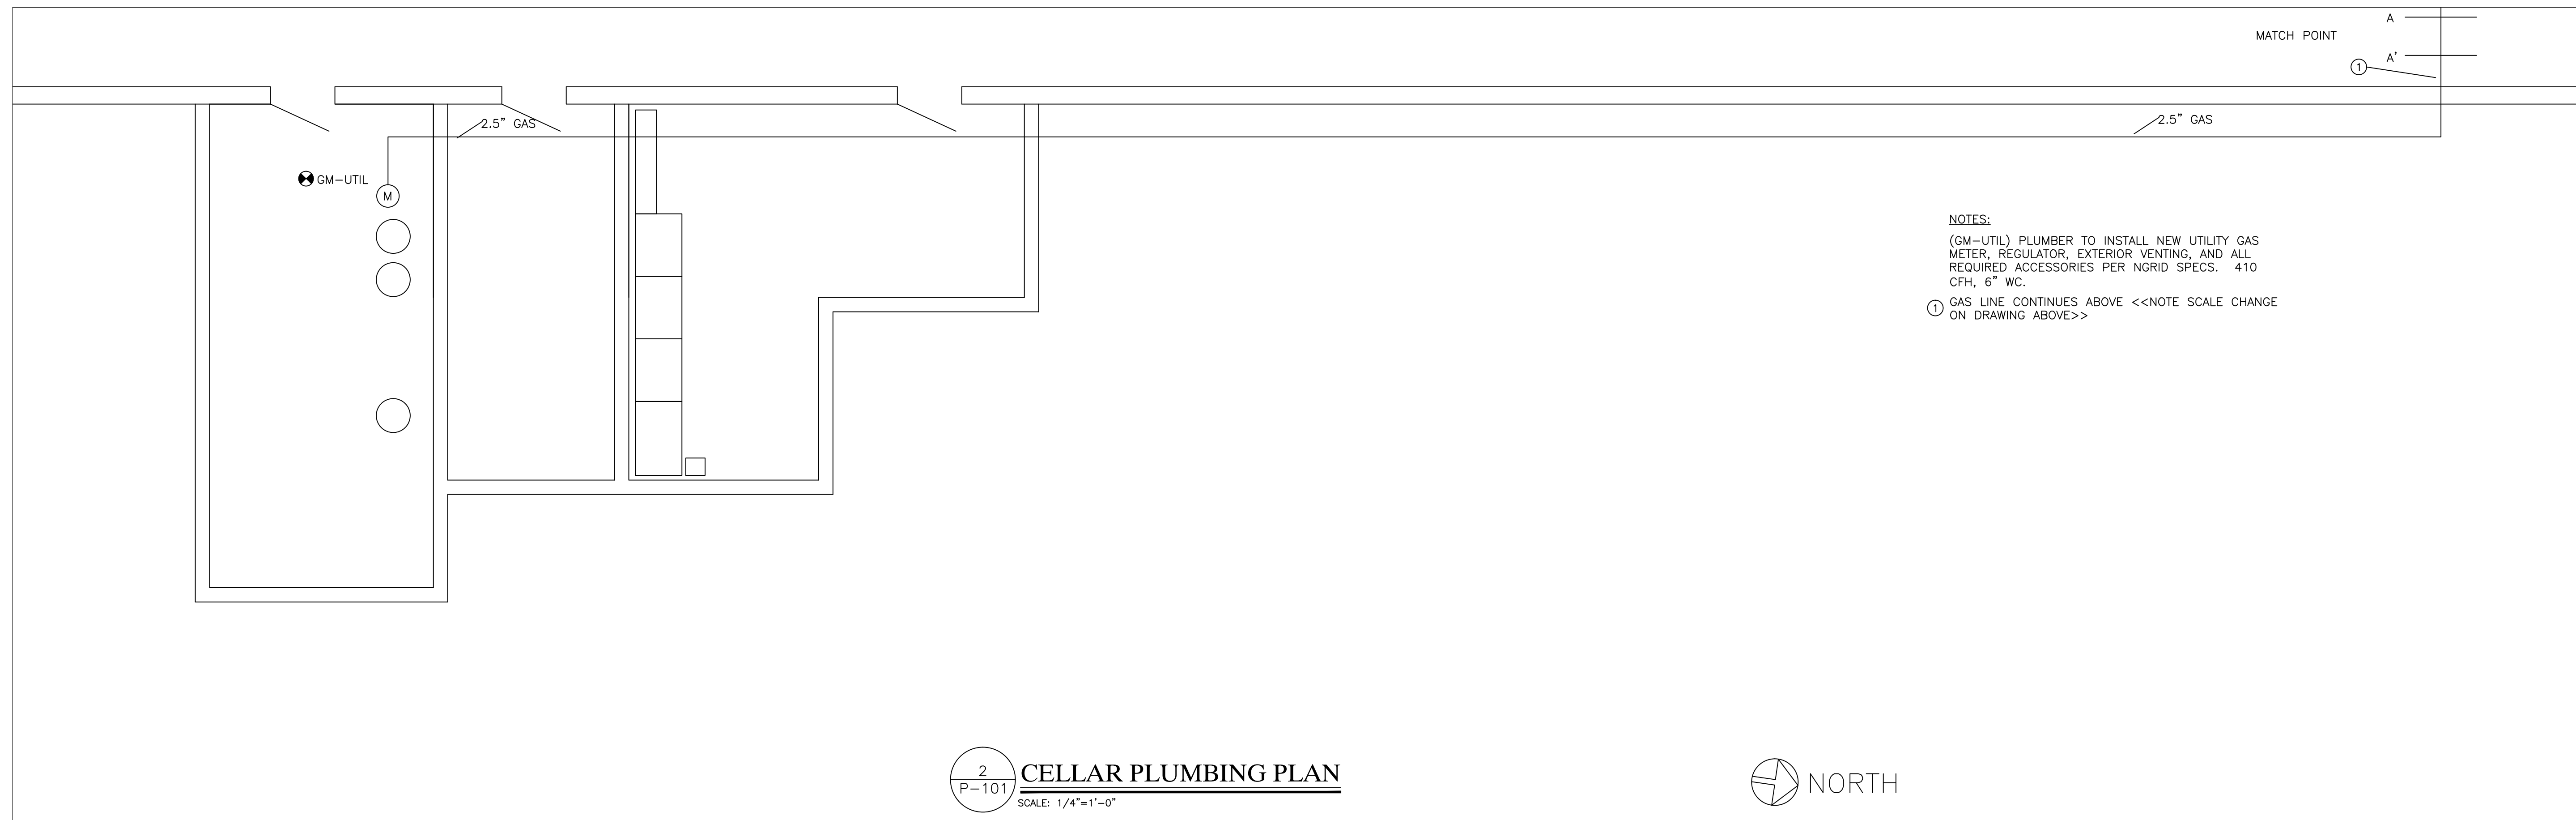 A
MATCH POINT
A'
1
2.5" GAS
2.5" GAS
GM-UTIL
M
NOTES:
(GM-UTIL) PLUMBER TO INSTALL NEW UTILITY GAS
METER, REGULATOR, EXTERIOR VENTING, AND ALL
REQUIRED ACCESSORIES PER NGRID SPECS. 410
CFH, 6" WC.
1 GAS LINE CONTINUES ABOVE <<NOTE SCALE CHANGE
ON DRAWING ABOVE>>
2
P-101
CELLAR PLUMBING PLAN
SCALE: 1/4"=1'-0"
NORTH